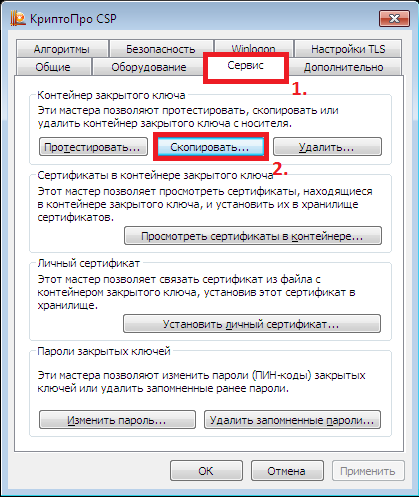 КриптоПро CSP
Алгоритмы Безопасность Winlogon Настройки TLS
Общие Оборудование Сервис Дополнительно
1.
Контейнер закрытого ключа
Эти мастера позволяют протестировать, скопировать или
удалить контейнер закрытого ключа с носителя.
Протестировать... Скопировать... Удалить...
2.
Сертификаты в контейнере закрытого ключа
Этот мастер позволяет просмотреть сертификаты, находящиеся
в контейнере закрытого ключа, и установить их в хранилище
сертификатов.
Просмотреть сертификаты в контейнере...
Личный сертификат
Этот мастер позволяет связать сертификат из файла с
контейнером закрытого ключа, установив этот сертификат в
хранилище.
Установить личный сертификат...
Пароли закрытых ключей
Эти мастера позволяют изменить пароли (ПИН-коды) закрытых
ключей или удалить запомненные ранее пароли.
Изменить пароль... Удалить запомненные пароли...
ОК Отмена Применить